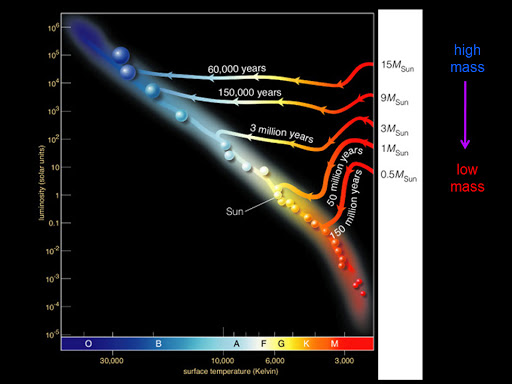 luminosity (solar units)
10⁶
10⁵
10⁴
10³
10²
10
1
0.1
10⁻²
10⁻³
10⁻⁴
10⁻⁵
60,000 years
150,000 years
3 million years
50 million years
150 million years
Sun
15M_Sun
9M_Sun
3M_Sun
1M_Sun
0.5M_Sun
high
mass
low
mass
O B A F G K M
30,000 10,000 6,000 3,000
surface temperature (Kelvin)